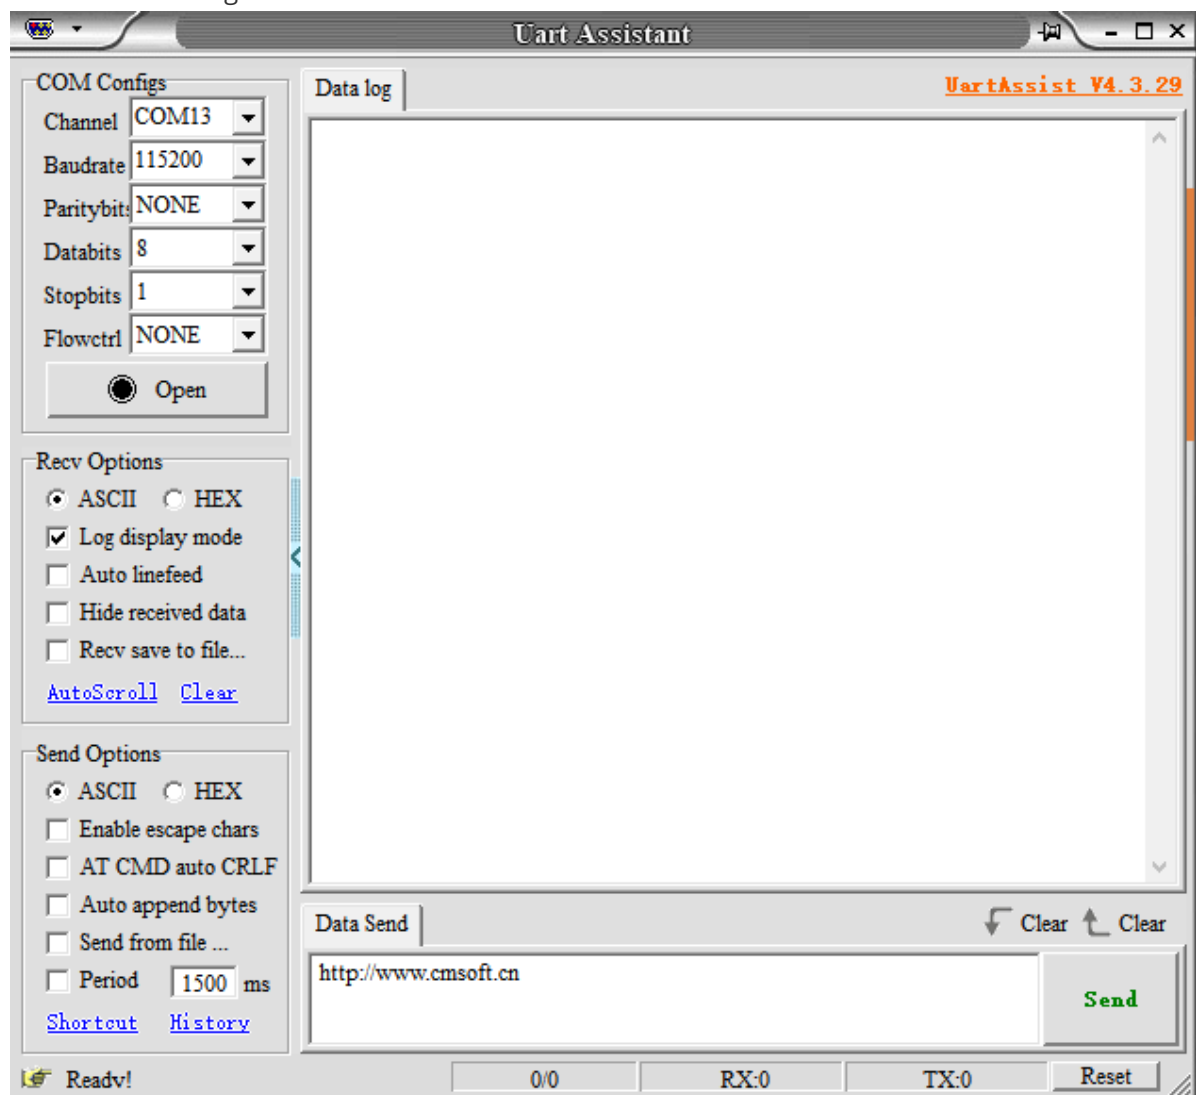 Uart Assistant
COM Configs
Channel COM13
Baudrate 115200
Paritybits NONE
Databits 8
Stopbits 1
Flowctrl NONE
Open
Recv Options
ASCII HEX
Log display mode
Auto linefeed
Hide received data
Recv save to file...
AutoScroll Clear
Send Options
ASCII HEX
Enable escape chars
AT CMD auto CRLF
Auto append bytes
Send from file ...
Period 1500 ms
Shortcut History
Data log
UartAssist V4.3.29
Data Send
Clear Clear
http://www.cmsoft.cn
Send
Ready!
0/0
RX:0
TX:0
Reset